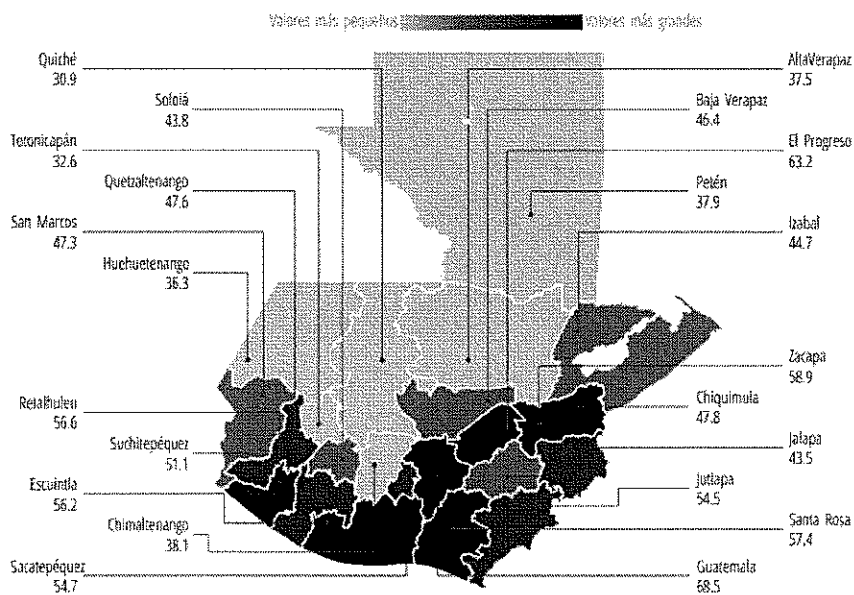 Valores más pequeños Valores más grandes
Quiché
30.9
Sololá
43.8
Totonicapán
32.6
Quetzaltenango
47.6
San Marcos
47.3
Huehuetenango
36.3
Retalhuleu
56.6
Suchitepéquez
51.1
Escuintla
56.2
Chimaltenango
38.1
Sacatepéquez
54.7
AltaVerapaz
37.5
Baja Verapaz
46.4
El Progreso
63.2
Petén
37.9
Izabal
44.7
Zacapa
58.9
Chiquimula
47.8
Jalapa
43.5
Jutiapa
54.5
Santa Rosa
57.4
Guatemala
68.5